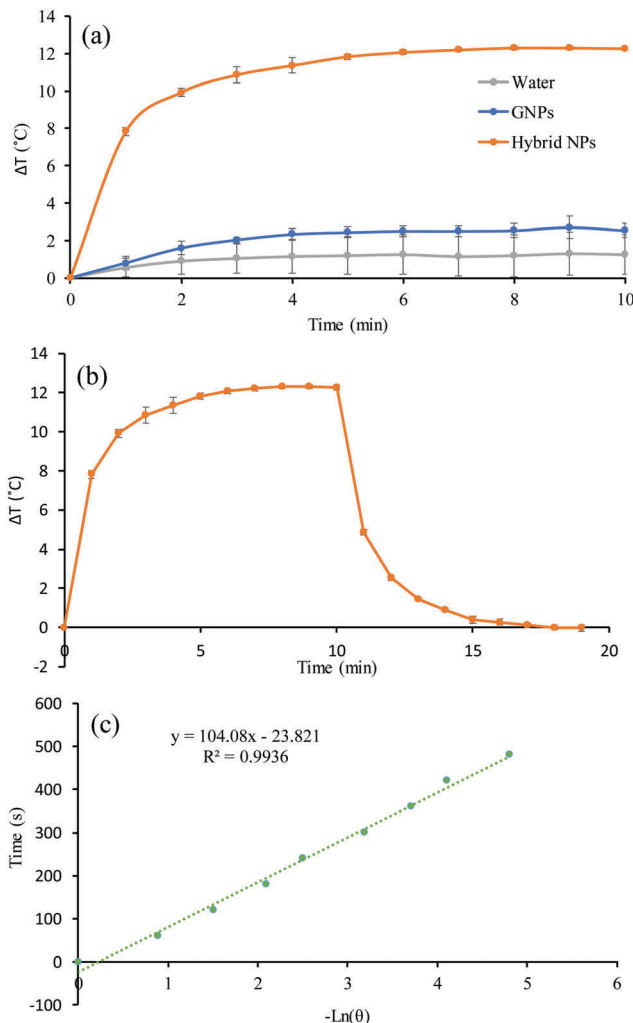 (a)
14
12
10
8
6
4
2
0
ΔT (°C)
Water
GNPs
Hybrid NPs
0 2 4 6 8 10
Time (min)
(b)
14
12
10
8
6
4
2
0
-2
ΔT (°C)
0 5 10 15 20
Time (min)
(c)
y = 104.08x - 23.821
R² = 0.9936
600
500
400
300
200
100
0
-100
Time (s)
0 1 2 3 4 5 6
-Ln(θ)